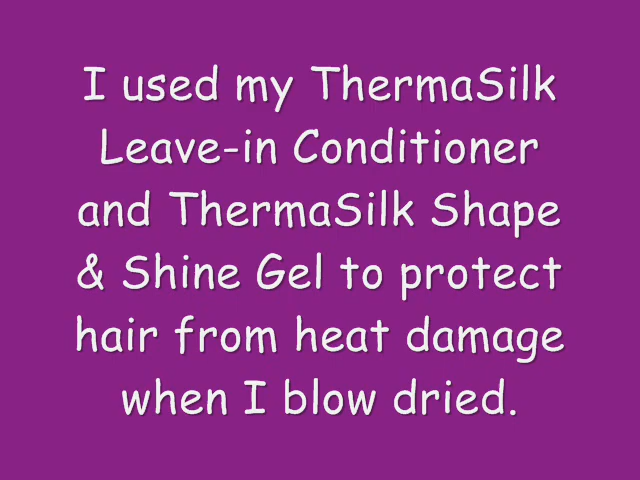 I used my ThermaSilk
Leave-in Conditioner
and ThermaSilk Shape
& Shine Gel to protect
hair from heat damage
when I blow dried.